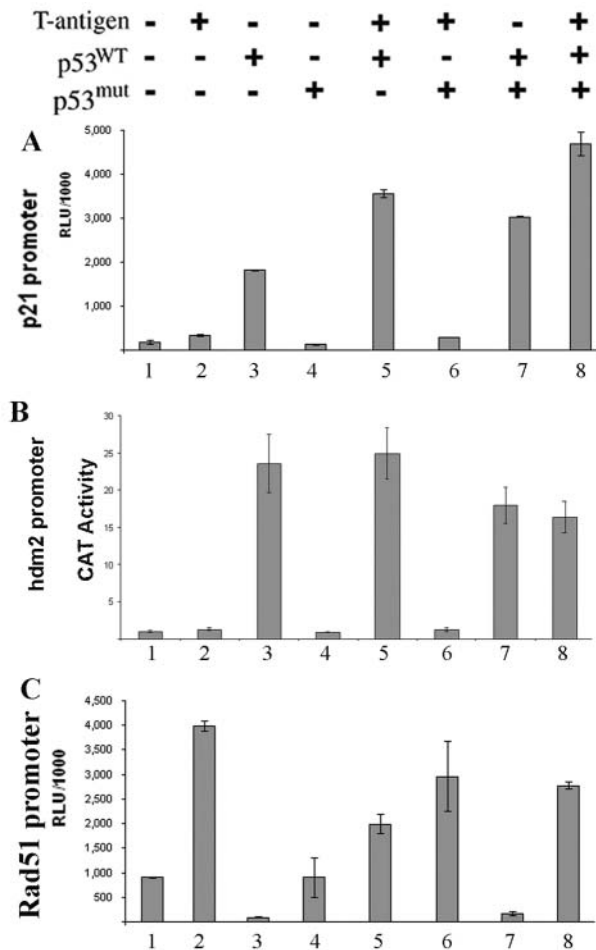 T-antigen - + - - + + - +
p53WT - - + - + - + +
p53mut - - - + - + + +
A
p21 promoter
RLU/1000
5,000
4,000
3,000
2,000
1,000
1 2 3 4 5 6 7 8
B
hdm2 promoter
CAT Activity
30
25
20
15
10
5
1 2 3 4 5 6 7 8
C
Rad51 promoter
RLU/1000
4,500
4,000
3,500
3,000
2,500
2,000
1,500
1,000
500
1 2 3 4 5 6 7 8